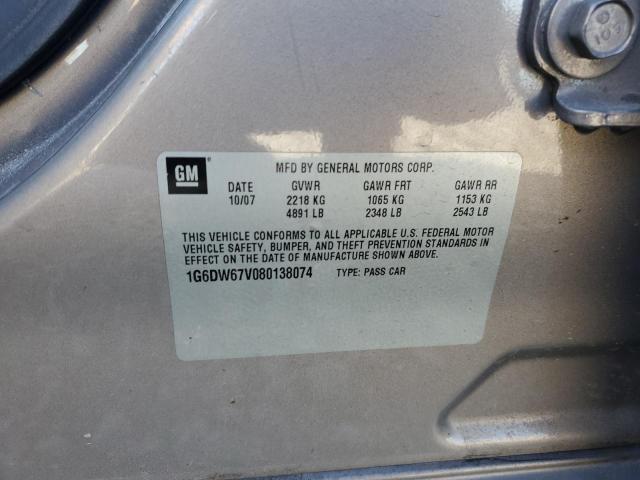 GM
MFD BY GENERAL MOTORS CORP.
DATE GVWR GAWR FRT GAWR RR
10/07 2218 KG 1065 KG 1153 KG
4891 LB 2348 LB 2543 LB
THIS VEHICLE CONFORMS TO ALL APPLICABLE U.S. FEDERAL MOTOR
VEHICLE SAFETY, BUMPER, AND THEFT PREVENTION STANDARDS IN
EFFECT ON THE DATE OF MANUFACTURE SHOWN ABOVE.
1G6DW67V080138074 TYPE: PASS CAR